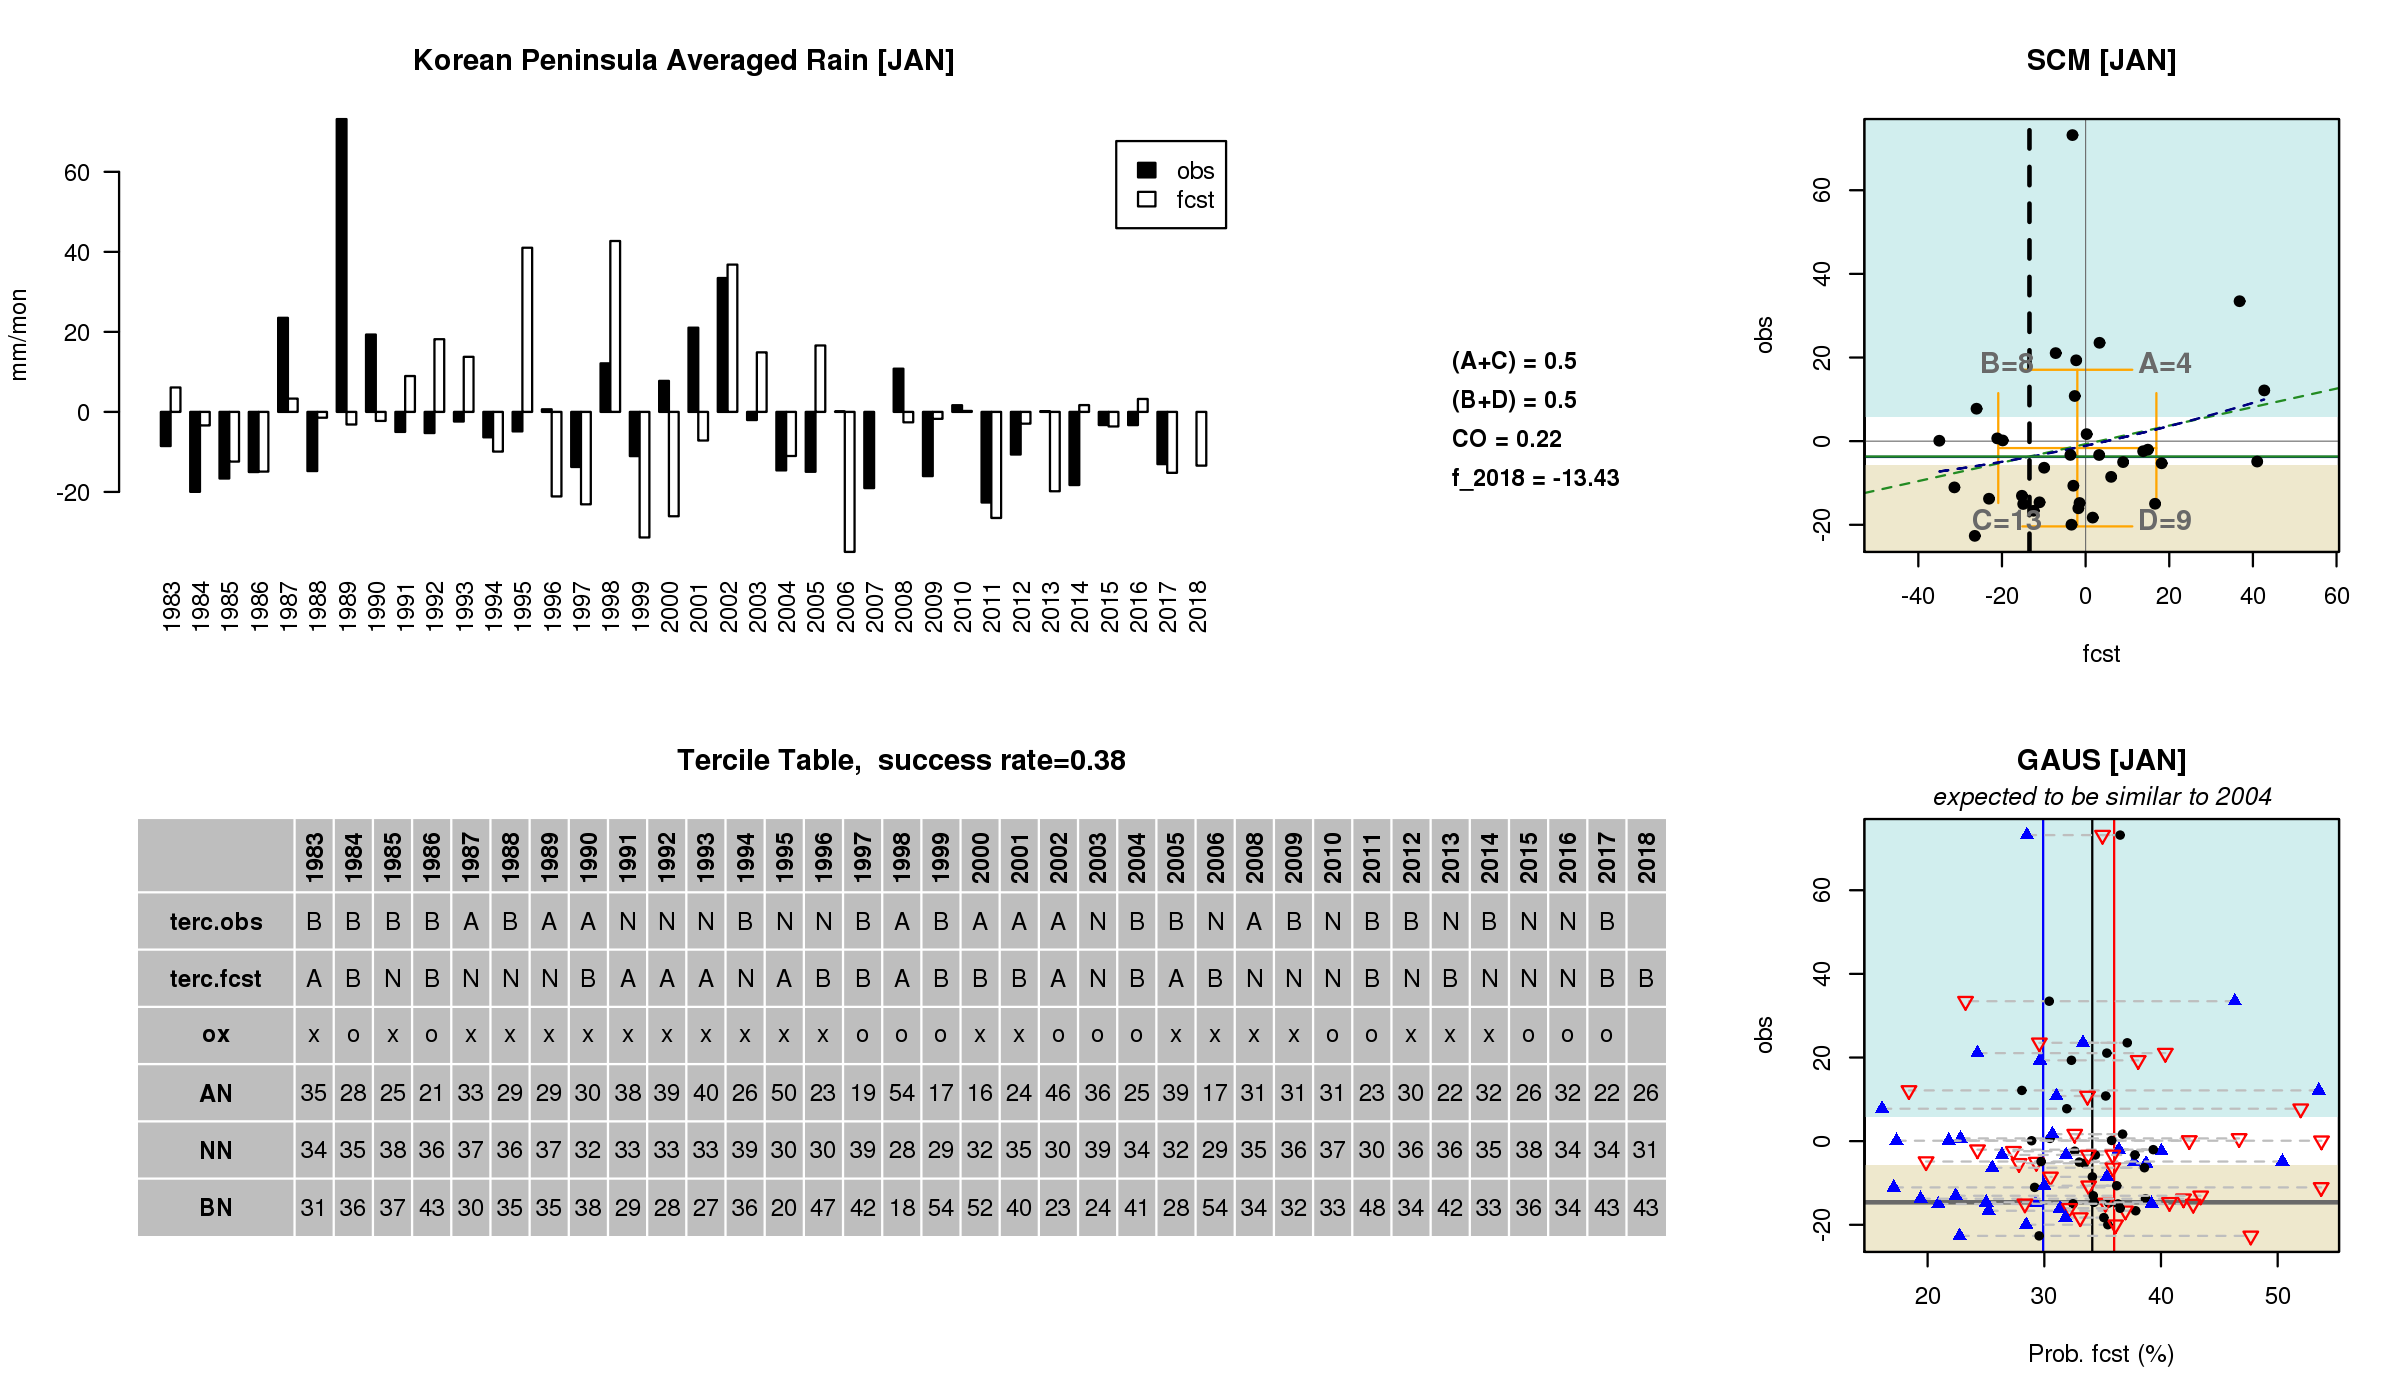 Korean Peninsula Averaged Rain [JAN]
mm/mon
60
40
20
0
-20
obs
fcst
1983 1984 1985 1986 1987 1988 1989 1990 1991 1992 1993 1994 1995 1996 1997 1998 1999 2000 2001 2002 2003 2004 2005 2006 2007 2008 2009 2010 2011 2012 2013 2014 2015 2016 2017 2018
(A+C) = 0.5
(B+D) = 0.5
CO = 0.22
f_2018 = -13.43
SCM [JAN]
obs
60
40
20
0
-20
B=8 A=4
C=13 D=9
-40 -20 0 20 40 60
fcst
Tercile Table, success rate=0.38
1983 1984 1985 1986 1987 1988 1989 1990 1991 1992 1993 1994 1995 1996 1997 1998 1999 2000 2001 2002 2003 2004 2005 2006 2008 2009 2010 2011 2012 2013 2014 2015 2016 2017 2018
terc.obs B B B B A B A A N N N B N N B A B A A A N B B N A B N B B N B N N B
terc.fcst A B N B N N N B A A A N A B B A B B B A N B A B N N N B N B N N N B B
ox x o x o x x x x x x x x x x o o o x x o o o x x x x o o x x x o o o
AN 35 28 25 21 33 29 29 30 38 39 40 26 50 23 19 54 17 16 24 46 36 25 39 17 31 31 31 23 30 22 32 26 32 22 26
NN 34 35 38 36 37 36 37 32 33 33 33 39 30 30 39 28 29 32 35 30 39 34 32 29 35 36 37 30 36 36 35 38 34 34 31
BN 31 36 37 43 30 35 35 38 29 28 27 36 20 47 42 18 54 52 40 23 24 41 28 54 34 32 33 48 34 42 33 36 34 43 43
GAUS [JAN]
expected to be similar to 2004
obs
60
40
20
0
-20
20 30 40 50
Prob. fcst (%)